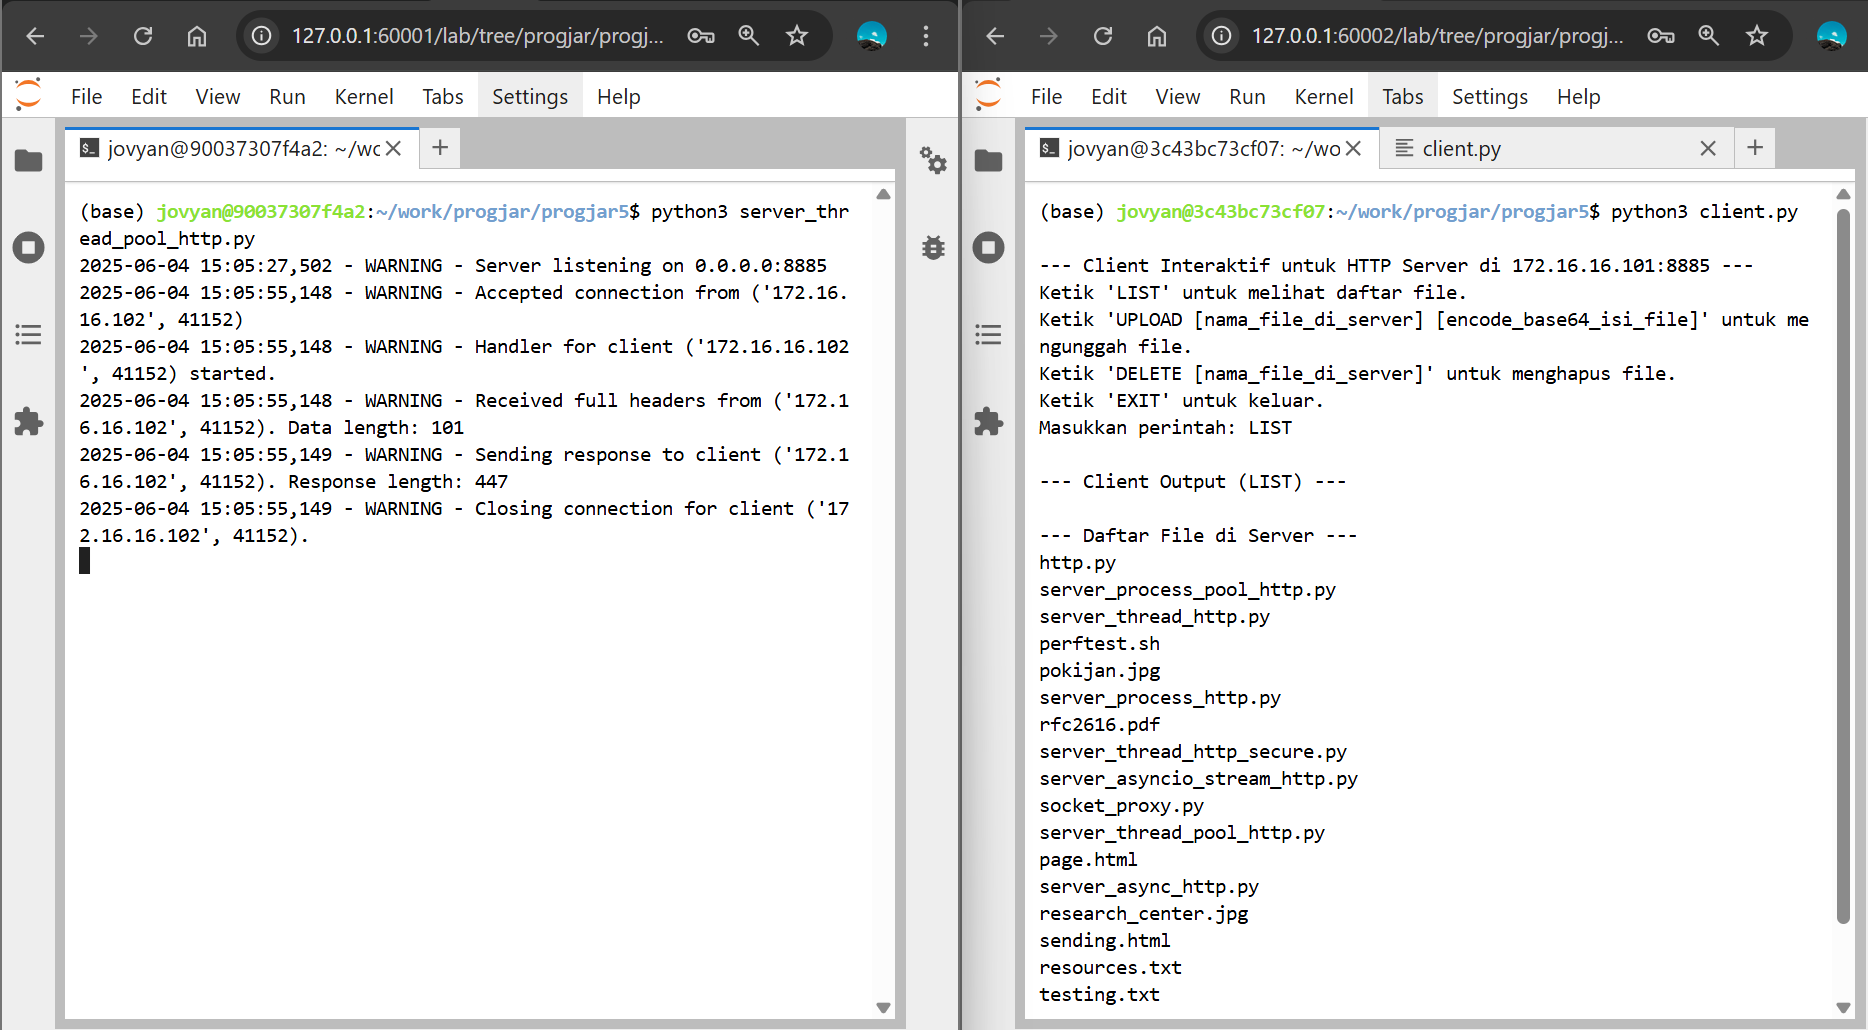 127.0.0.1:60001/lab/tree/progjar/progj...
File Edit View Run Kernel Tabs Settings Help
jovyan@90037307f4a2: ~/wo
(base) jovyan@90037307f4a2:~/work/progjar/progjar5$ python3 server_thr
ead_pool_http.py
2025-06-04 15:05:27,502 - WARNING - Server listening on 0.0.0.0:8885
2025-06-04 15:05:55,148 - WARNING - Accepted connection from ('172.16.
16.102', 41152)
2025-06-04 15:05:55,148 - WARNING - Handler for client ('172.16.16.102
', 41152) started.
2025-06-04 15:05:55,148 - WARNING - Received full headers from ('172.1
6.16.102', 41152). Data length: 101
2025-06-04 15:05:55,149 - WARNING - Sending response to client ('172.1
6.16.102', 41152). Response length: 447
2025-06-04 15:05:55,149 - WARNING - Closing connection for client ('17
2.16.16.102', 41152).
127.0.0.1:60002/lab/tree/progjar/progj...
File Edit View Run Kernel Tabs Settings Help
jovyan@3c43bc73cf07: ~/wo
client.py
(base) jovyan@3c43bc73cf07:~/work/progjar/progjar5$ python3 client.py
--- Client Interaktif untuk HTTP Server di 172.16.16.101:8885 ---
Ketik 'LIST' untuk melihat daftar file.
Ketik 'UPLOAD [nama_file_di_server] [encode_base64_isi_file]' untuk me
ngunggah file.
Ketik 'DELETE [nama_file_di_server]' untuk menghapus file.
Ketik 'EXIT' untuk keluar.
Masukkan perintah: LIST
--- Client Output (LIST) ---
--- Daftar File di Server ---
http.py
server_process_pool_http.py
server_thread_http.py
perftest.sh
pokijan.jpg
server_process_http.py
rfc2616.pdf
server_thread_http_secure.py
server_asyncio_stream_http.py
socket_proxy.py
server_thread_pool_http.py
page.html
server_async_http.py
research_center.jpg
sending.html
resources.txt
testing.txt